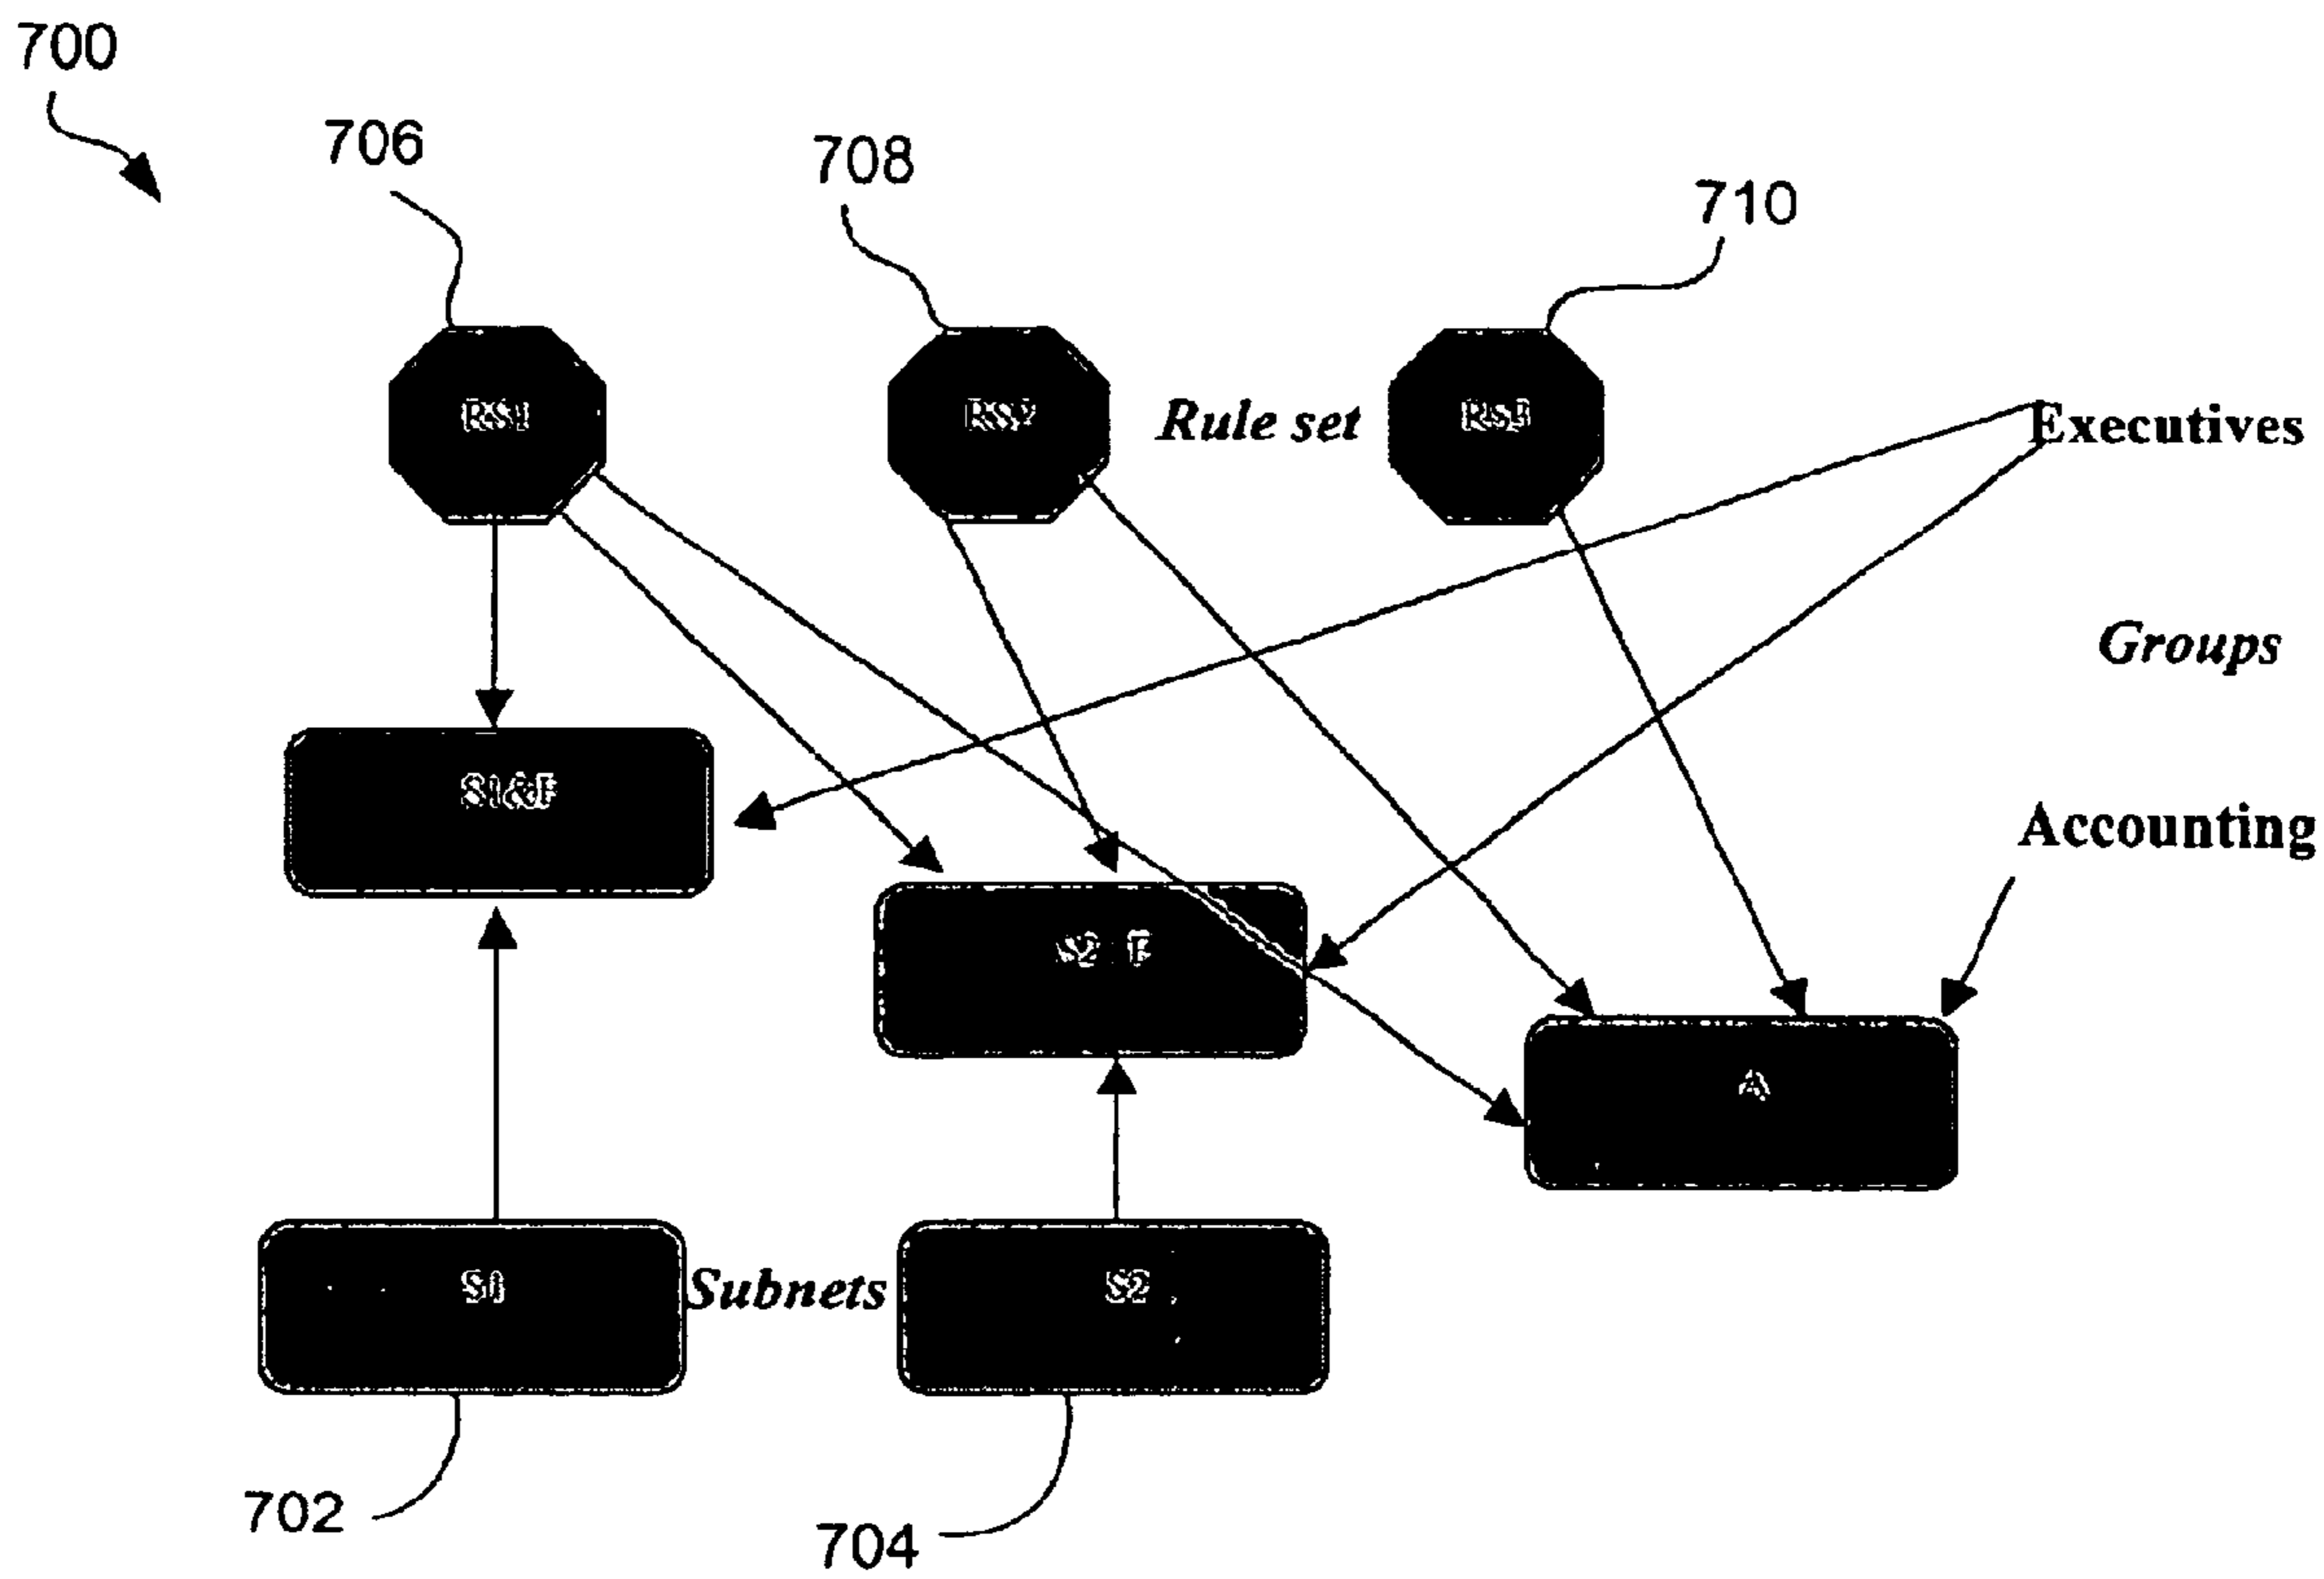 700
706
708
710
RS1
RS2
Rule set
RS3
Executives
Groups
S1&E
Accounting
A
S1
Subnets
S2
702
704